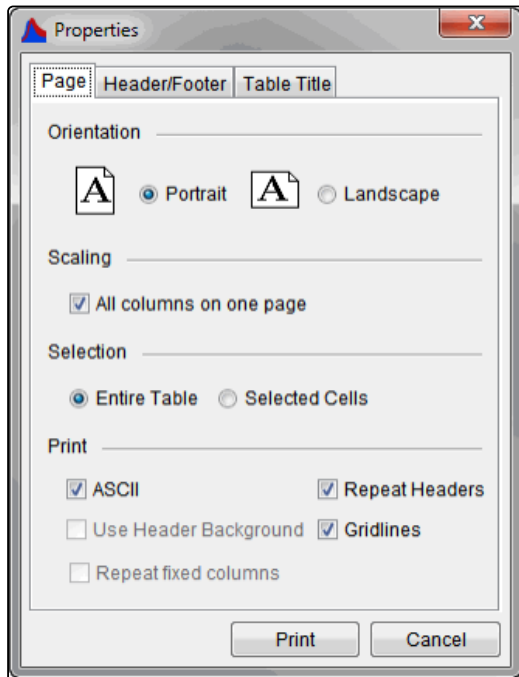 Properties
Page Header/Footer Table Title
Orientation
A Portrait A Landscape
Scaling
All columns on one page
Selection
Entire Table Selected Cells
Print
ASCII Repeat Headers
Use Header Background Gridlines
Repeat fixed columns
Print Cancel